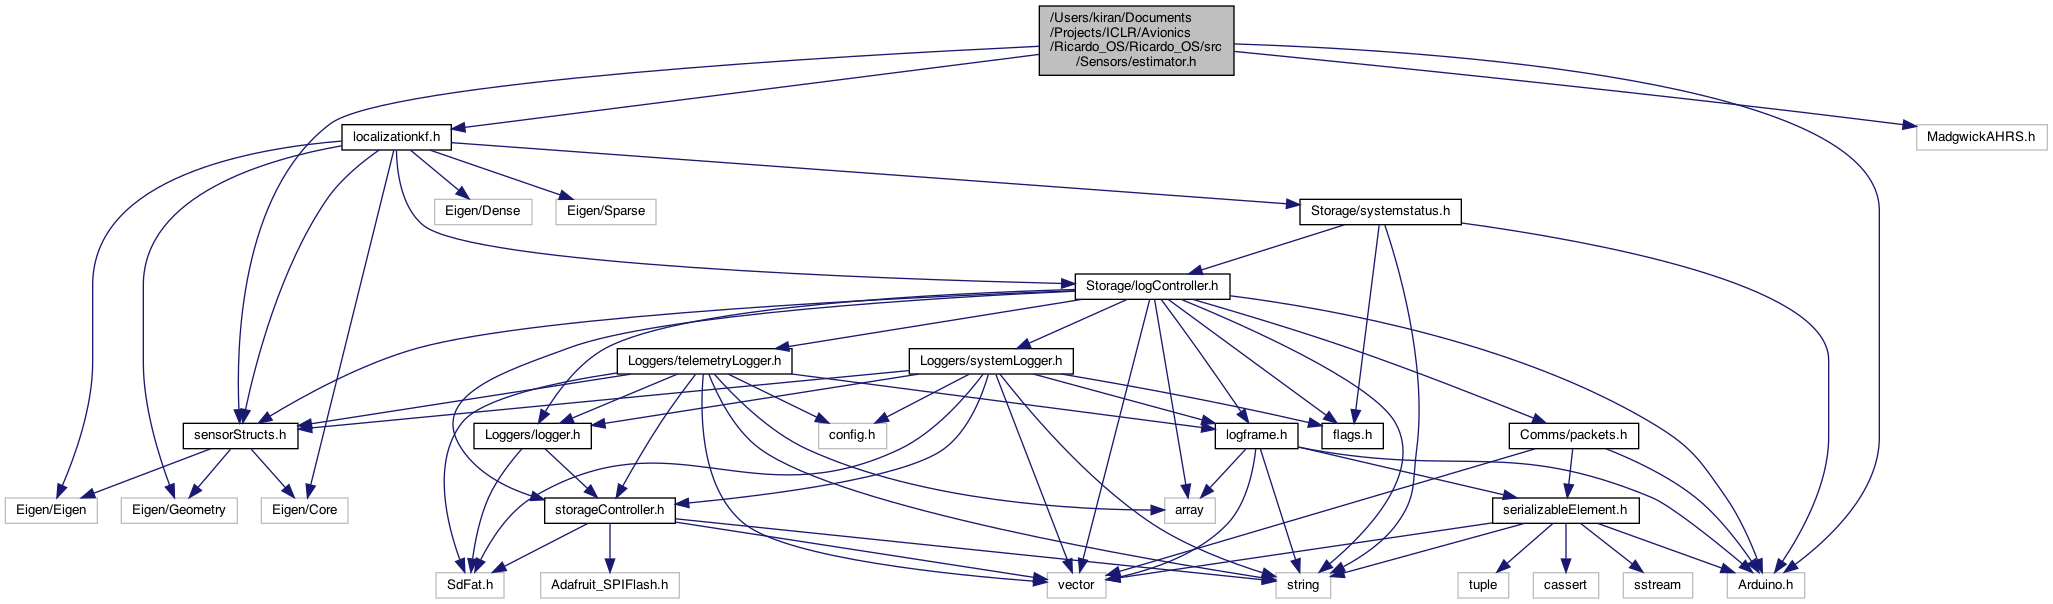 /Users/kiran/Documents
/Projects/ICLR/Avionics
/Ricardo_OS/Ricardo_OS/src
/Sensors/estimator.h
localizationkf.h
MadgwickAHRS.h
Eigen/Dense
Eigen/Sparse
Storage/systemstatus.h
Storage/logController.h
Loggers/telemetryLogger.h
Loggers/systemLogger.h
sensorStructs.h
Loggers/logger.h
config.h
logframe.h
flags.h
Comms/packets.h
Eigen/Eigen
Eigen/Geometry
Eigen/Core
storageController.h
array
serializableElement.h
SdFat.h
Adafruit_SPIFlash.h
vector
string
tuple
cassert
sstream
Arduino.h